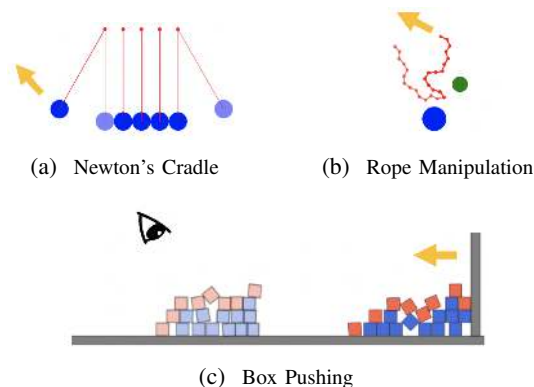 (a) Newton's Cradle
(b) Rope Manipulation
(c) Box Pushing